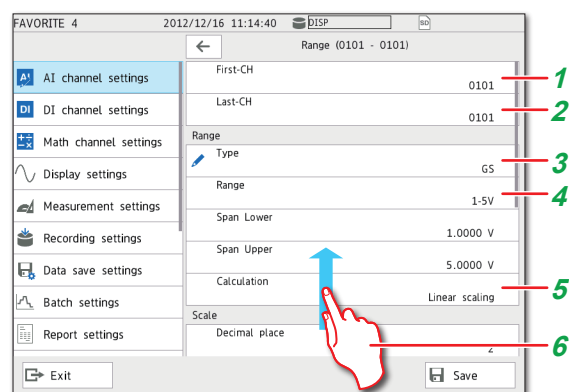 FAVORITE 4 2012/12/16 11:14:40 DISP SD
Range (0101 - 0101)
AI channel settings
DI DI channel settings
Math channel settings
Display settings
Measurement settings
Recording settings
Data save settings
Batch settings
Report settings
First-CH
0101
1
Last-CH
0101
2
Range
Type
GS
3
Range
1-5V
4
Span Lower
1.0000 V
Span Upper
5.0000 V
Calculation
Linear scaling
5
Scale
Decimal place
2
6
Exit
Save